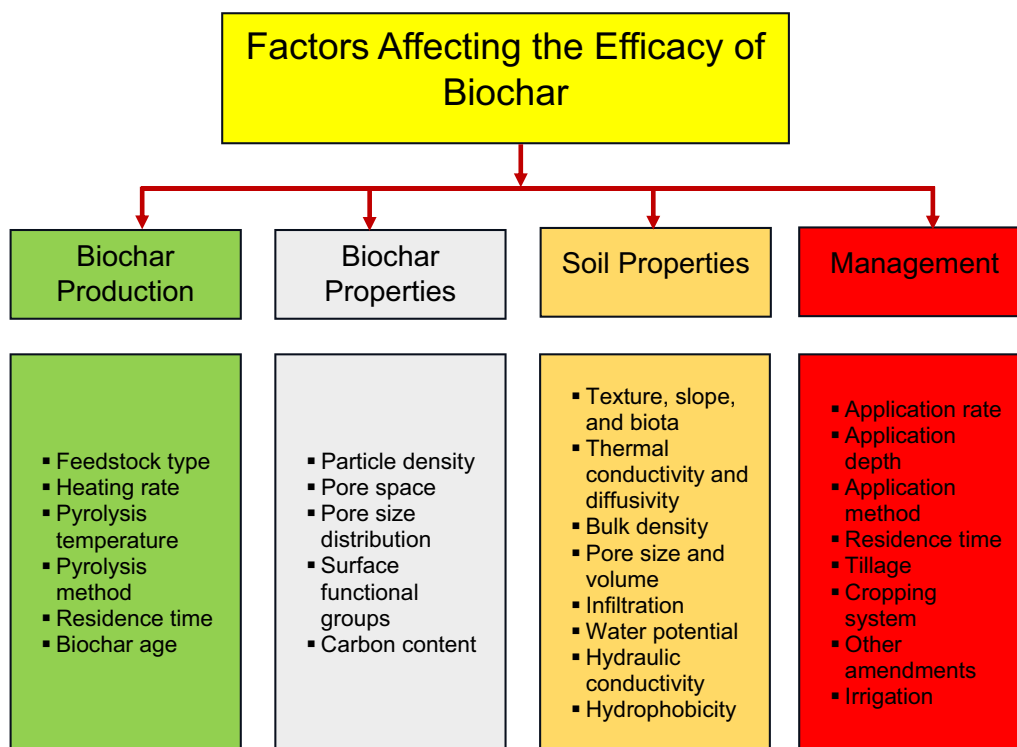 Factors Affecting the Efficacy of
Biochar
Biochar
Production
Biochar
Properties
Soil Properties
Management
▪ Feedstock type
▪ Heating rate
▪ Pyrolysis
temperature
▪ Pyrolysis
method
▪ Residence time
▪ Biochar age
▪ Particle density
▪ Pore space
▪ Pore size
distribution
▪ Surface
functional
groups
▪ Carbon content
▪ Texture, slope,
and biota
▪ Thermal
conductivity and
diffusivity
▪ Bulk density
▪ Pore size and
volume
▪ Infiltration
▪ Water potential
▪ Hydraulic
conductivity
▪ Hydrophobicity
▪ Application rate
▪ Application
depth
▪ Application
method
▪ Residence time
▪ Tillage
▪ Cropping
system
▪ Other
amendments
▪ Irrigation